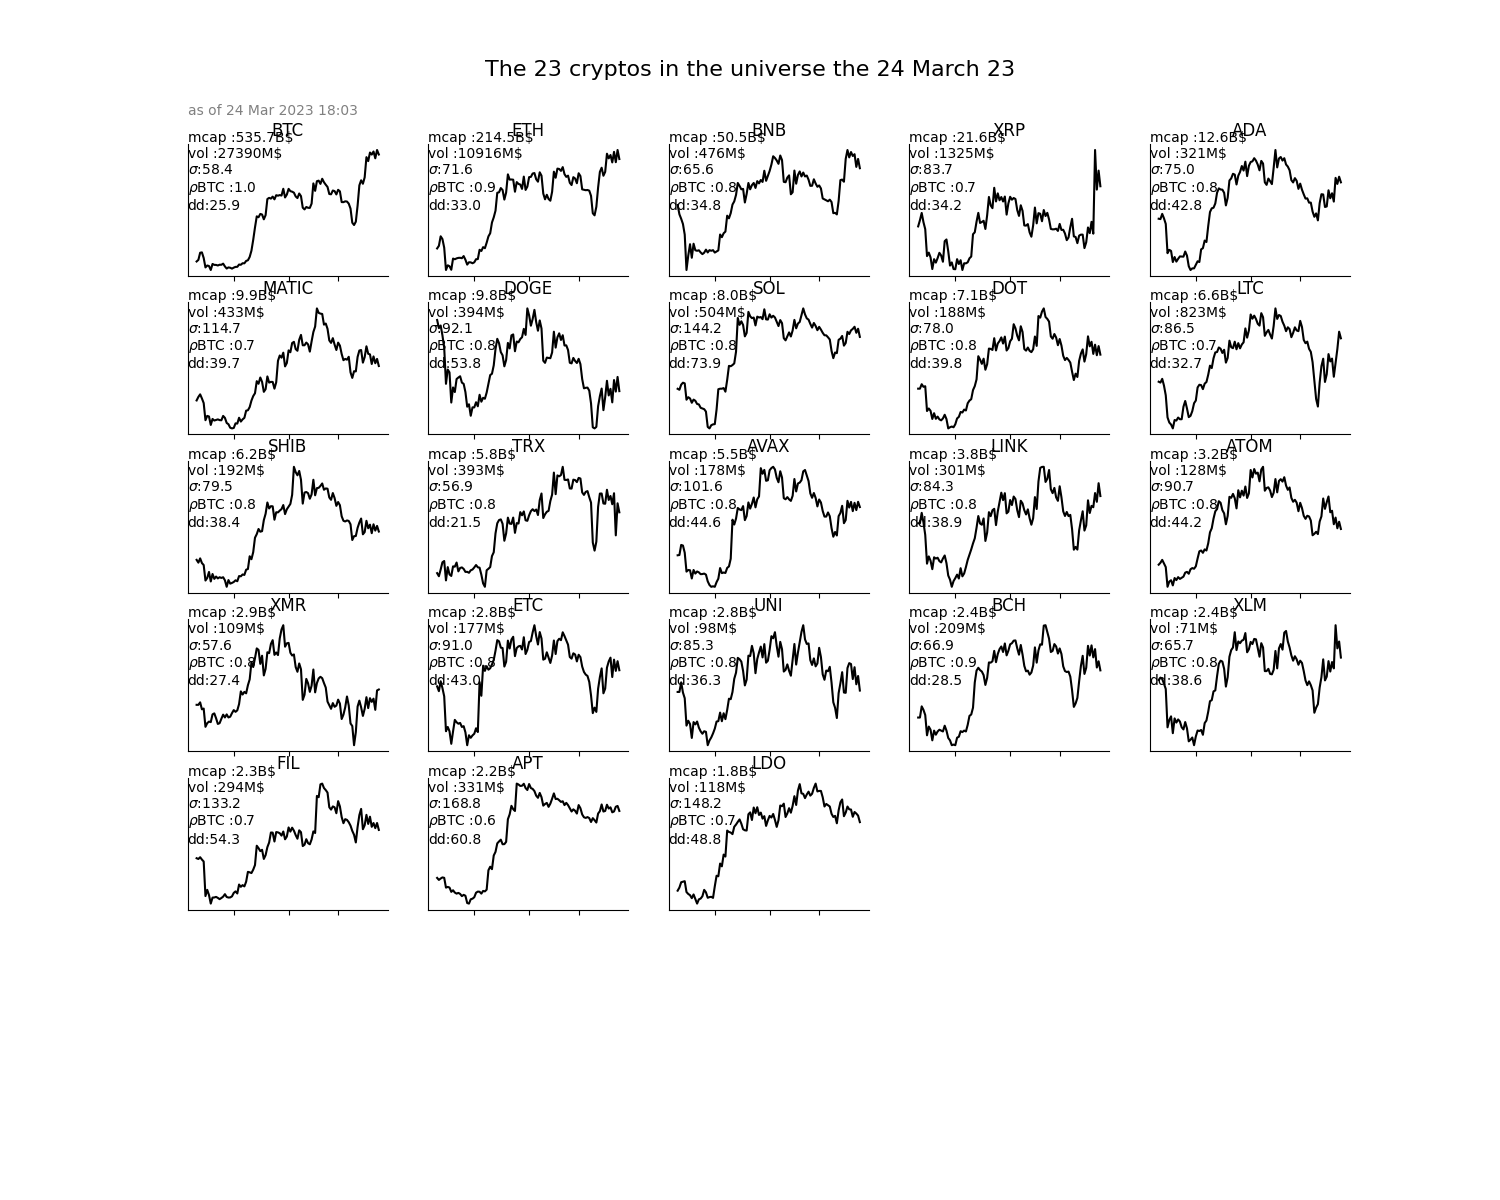 The 23 cryptos in the universe the 24 March 23
as of 24 Mar 2023 18:03
BTC
mcap :535.7B$
vol :27390M$
σ:58.4
ρBTC :1.0
dd:25.9
ETH
mcap :214.5B$
vol :10916M$
σ:71.6
ρBTC :0.9
dd:33.0
BNB
mcap :50.5B$
vol :476M$
σ:65.6
ρBTC :0.8
dd:34.8
XRP
mcap :21.6B$
vol :1325M$
σ:83.7
ρBTC :0.7
dd:34.2
ADA
mcap :12.6B$
vol :321M$
σ:75.0
ρBTC :0.8
dd:42.8
MATIC
mcap :9.9B$
vol :433M$
σ:114.7
ρBTC :0.7
dd:39.7
DOGE
mcap :9.8B$
vol :394M$
σ:92.1
ρBTC :0.8
dd:53.8
SOL
mcap :8.0B$
vol :504M$
σ:144.2
ρBTC :0.8
dd:73.9
DOT
mcap :7.1B$
vol :188M$
σ:78.0
ρBTC :0.8
dd:39.8
LTC
mcap :6.6B$
vol :823M$
σ:86.5
ρBTC :0.7
dd:32.7
SHIB
mcap :6.2B$
vol :192M$
σ:79.5
ρBTC :0.8
dd:38.4
TRX
mcap :5.8B$
vol :393M$
σ:56.9
ρBTC :0.8
dd:21.5
AVAX
mcap :5.5B$
vol :178M$
σ:101.6
ρBTC :0.8
dd:44.6
LINK
mcap :3.8B$
vol :301M$
σ:84.3
ρBTC :0.8
dd:38.9
ATOM
mcap :3.2B$
vol :128M$
σ:90.7
ρBTC :0.8
dd:44.2
XMR
mcap :2.9B$
vol :109M$
σ:57.6
ρBTC :0.8
dd:27.4
ETC
mcap :2.8B$
vol :177M$
σ:91.0
ρBTC :0.8
dd:43.0
UNI
mcap :2.8B$
vol :98M$
σ:85.3
ρBTC :0.8
dd:36.3
BCH
mcap :2.4B$
vol :209M$
σ:66.9
ρBTC :0.9
dd:28.5
XLM
mcap :2.4B$
vol :71M$
σ:65.7
ρBTC :0.8
dd:38.6
FIL
mcap :2.3B$
vol :294M$
σ:133.2
ρBTC :0.7
dd:54.3
APT
mcap :2.2B$
vol :331M$
σ:168.8
ρBTC :0.6
dd:60.8
LDO
mcap :1.8B$
vol :118M$
σ:148.2
ρBTC :0.7
dd:48.8